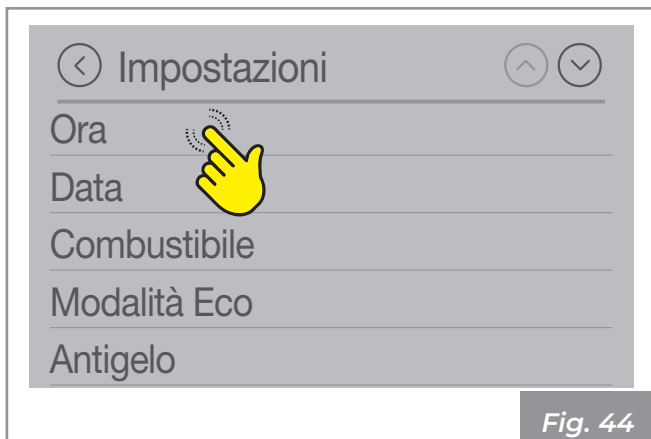 Impostazioni
Ora
Data
Combustibile
Modalità Eco
Antigelo
Fig. 44